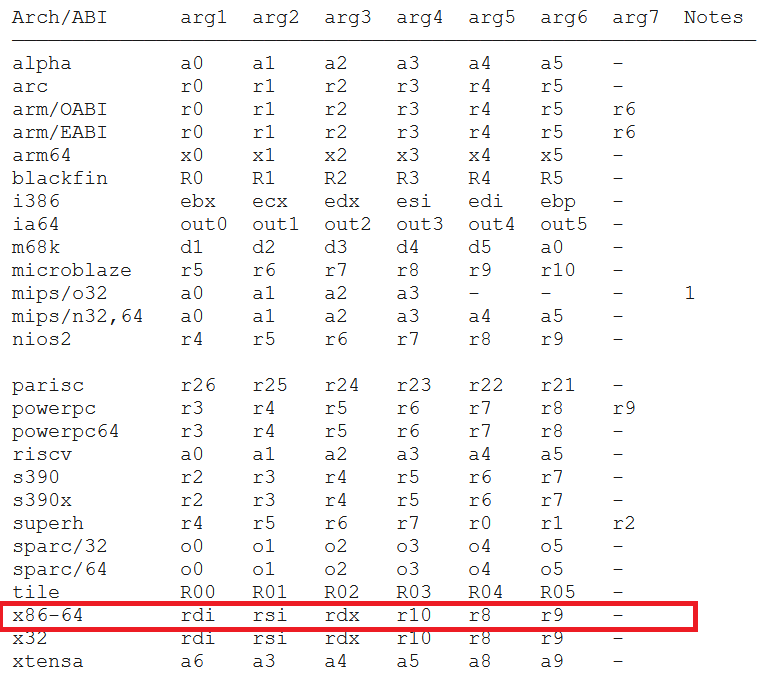 Arch/ABI arg1 arg2 arg3 arg4 arg5 arg6 arg7 Notes
alpha a0 a1 a2 a3 a4 a5 -
arc r0 r1 r2 r3 r4 r5 -
arm/OABI r0 r1 r2 r3 r4 r5 r6
arm/EABI r0 r1 r2 r3 r4 r5 r6
arm64 x0 x1 x2 x3 x4 x5 -
blackfin R0 R1 R2 R3 R4 R5 -
i386 ebx ecx edx esi edi ebp -
ia64 out0 out1 out2 out3 out4 out5 -
m68k d1 d2 d3 d4 d5 a0 -
microblaze r5 r6 r7 r8 r9 r10 -
mips/o32 a0 a1 a2 a3 - - - 1
mips/n32,64 a0 a1 a2 a3 a4 a5 -
nios2 r4 r5 r6 r7 r8 r9 -
parisc r26 r25 r24 r23 r22 r21 -
powerpc r3 r4 r5 r6 r7 r8 r9
powerpc64 r3 r4 r5 r6 r7 r8 -
riscv a0 a1 a2 a3 a4 a5 -
s390 r2 r3 r4 r5 r6 r7 -
s390x r2 r3 r4 r5 r6 r7 -
superh r4 r5 r6 r7 r0 r1 r2
sparc/32 o0 o1 o2 o3 o4 o5 -
sparc/64 o0 o1 o2 o3 o4 o5 -
tile R00 R01 R02 R03 R04 R05 -
x86-64 rdi rsi rdx r10 r8 r9 -
x32 rdi rsi rdx r10 r8 r9 -
xtensa a6 a3 a4 a5 a8 a9 -